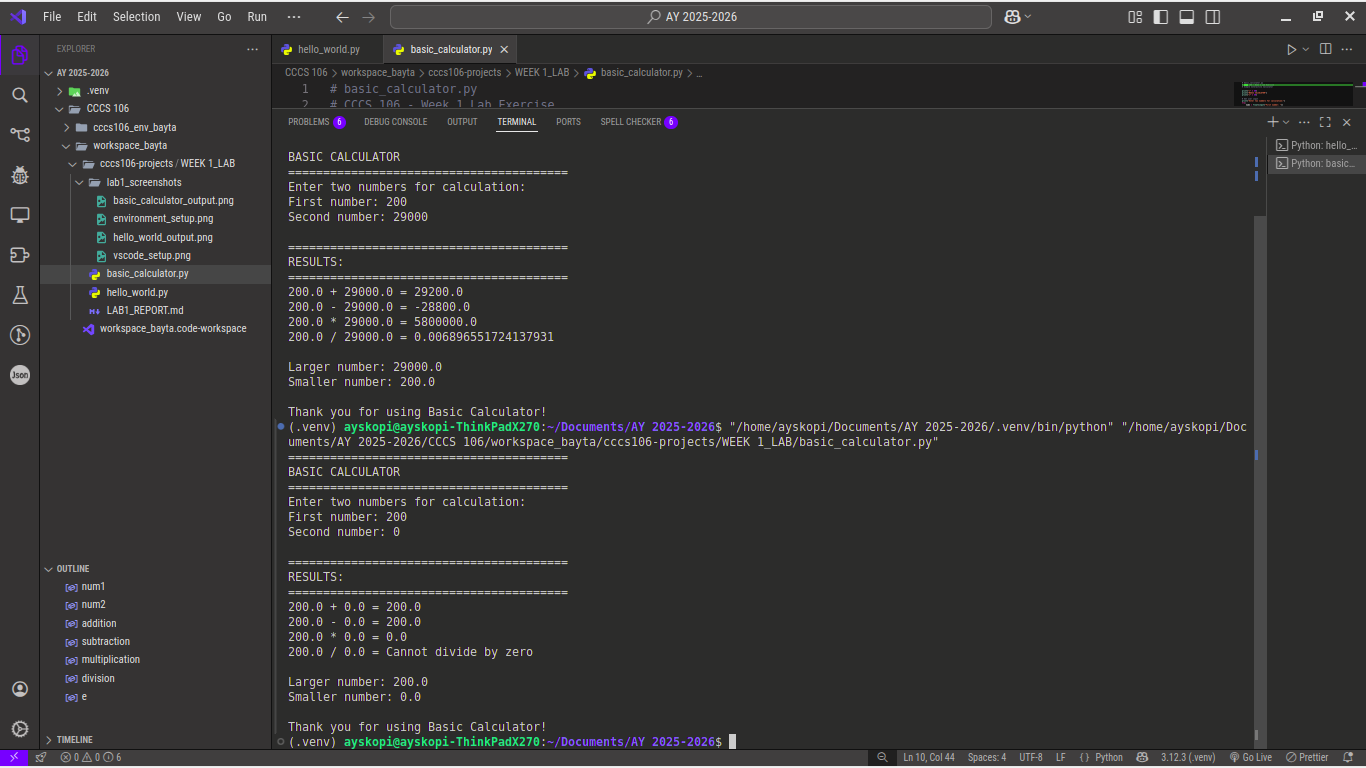 File Edit Selection View Go Run ··· AY 2025-2026
EXPLORER
AY 2025-2026
.venv
CCCS 106
cccs106_env_bayta
workspace_bayta
cccs106-projects / WEEK 1_LAB
lab1_screenshots
basic_calculator_output.png
environment_setup.png
hello_world_output.png
vscode_setup.png
basic_calculator.py
hello_world.py
LAB1_REPORT.md
workspace_bayta.code-workspace
OUTLINE
num1
num2
addition
subtraction
multiplication
division
e
TIMELINE
Json
hello_world.py basic_calculator.py
CCCS 106 > workspace_bayta > cccs106-projects > WEEK 1_LAB > basic_calculator.py > ...
1 # basic_calculator.py
2 # CCCS 106 - Week 1 Lab Exercise
PROBLEMS 6 DEBUG CONSOLE OUTPUT TERMINAL PORTS SPELL CHECKER 6
Python: hello_...
Python: basic...
BASIC CALCULATOR
========================================
Enter two numbers for calculation:
First number: 200
Second number: 29000
========================================
RESULTS:
========================================
200.0 + 29000.0 = 29200.0
200.0 - 29000.0 = -28800.0
200.0 * 29000.0 = 5800000.0
200.0 / 29000.0 = 0.006896551724137931
Larger number: 29000.0
Smaller number: 200.0
Thank you for using Basic Calculator!
(.venv) ayskopi@ayskopi-ThinkPadX270:~/Documents/AY 2025-2026$ "/home/ayskopi/Documents/AY 2025-2026/.venv/bin/python" "/home/ayskopi/Doc
uments/AY 2025-2026/CCCS 106/workspace_bayta/cccs106-projects/WEEK 1_LAB/basic_calculator.py"
========================================
BASIC CALCULATOR
========================================
Enter two numbers for calculation:
First number: 200
Second number: 0
========================================
RESULTS:
========================================
200.0 + 0.0 = 200.0
200.0 - 0.0 = 200.0
200.0 * 0.0 = 0.0
200.0 / 0.0 = Cannot divide by zero
Larger number: 200.0
Smaller number: 0.0
Thank you for using Basic Calculator!
(.venv) ayskopi@ayskopi-ThinkPadX270:~/Documents/AY 2025-2026$
0 0 6 Ln 10, Col 44 Spaces: 4 UTF-8 LF {} Python 3.12.3 (.venv) Go Live Prettier